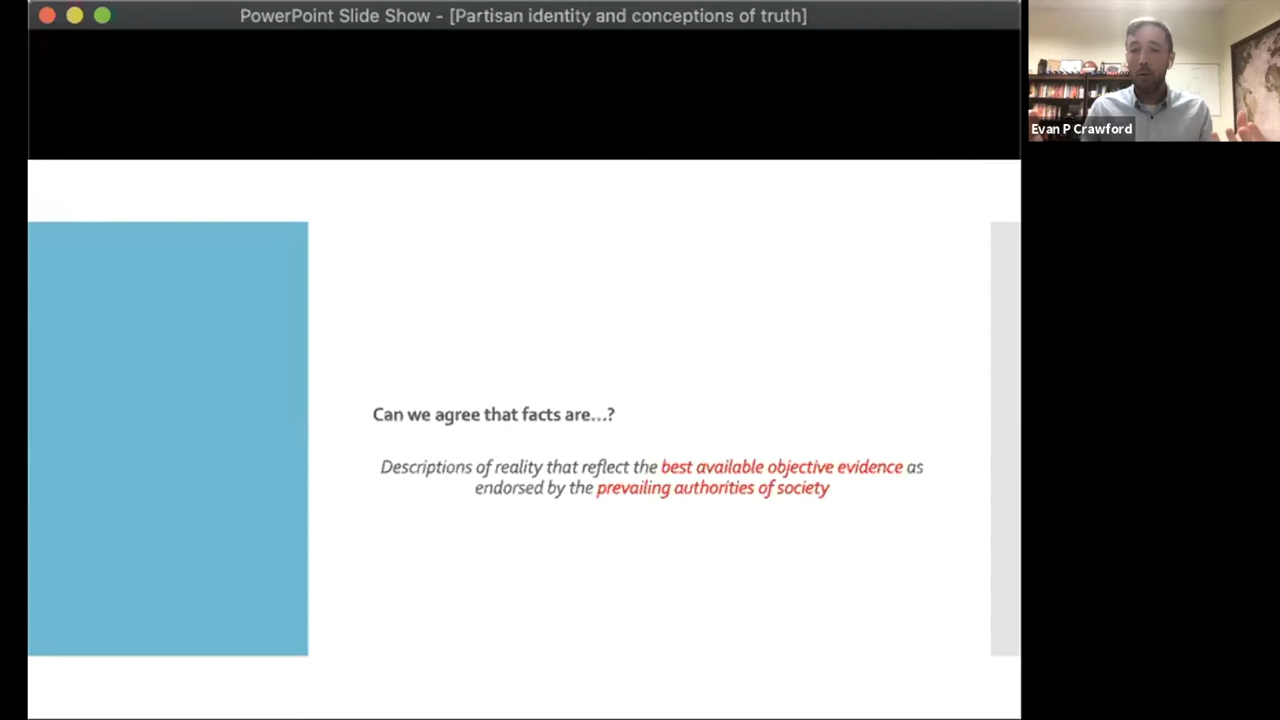 PowerPoint Slide Show - [Partisan identity and conceptions of truth]
Evan P Crawford
Can we agree that facts are...?
Descriptions of reality that reflect the best available objective evidence as
endorsed by the prevailing authorities of society